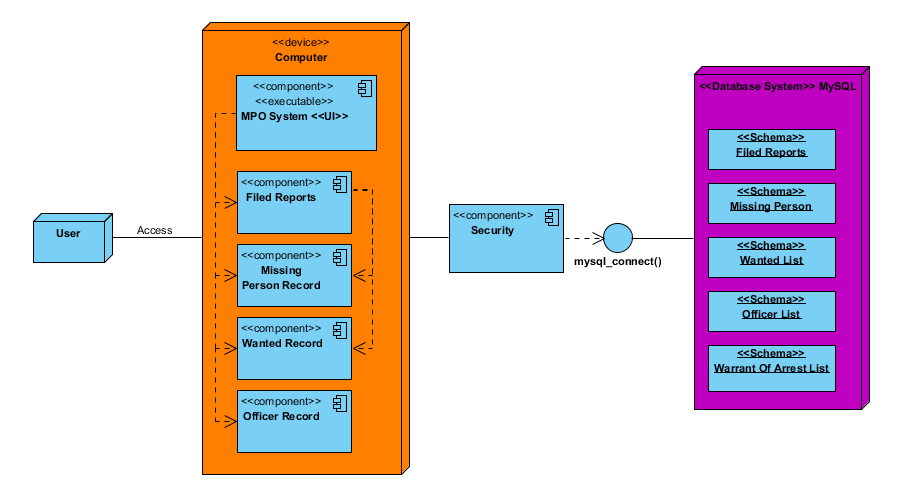 User
Access
<<device>>
Computer
<<component>>
<<executable>>
MPO System <<UI>>
<<component>>
Filed Reports
<<component>>
Missing
Person Record
<<component>>
Wanted Record
<<component>>
Officer Record
<<component>>
Security
mysql_connect()
<<Database System>> MySQL
<<Schema>>
Filed Reports
<<Schema>>
Missing Person
<<Schema>>
Wanted List
<<Schema>>
Officer List
<<Schema>>
Warrant Of Arrest List